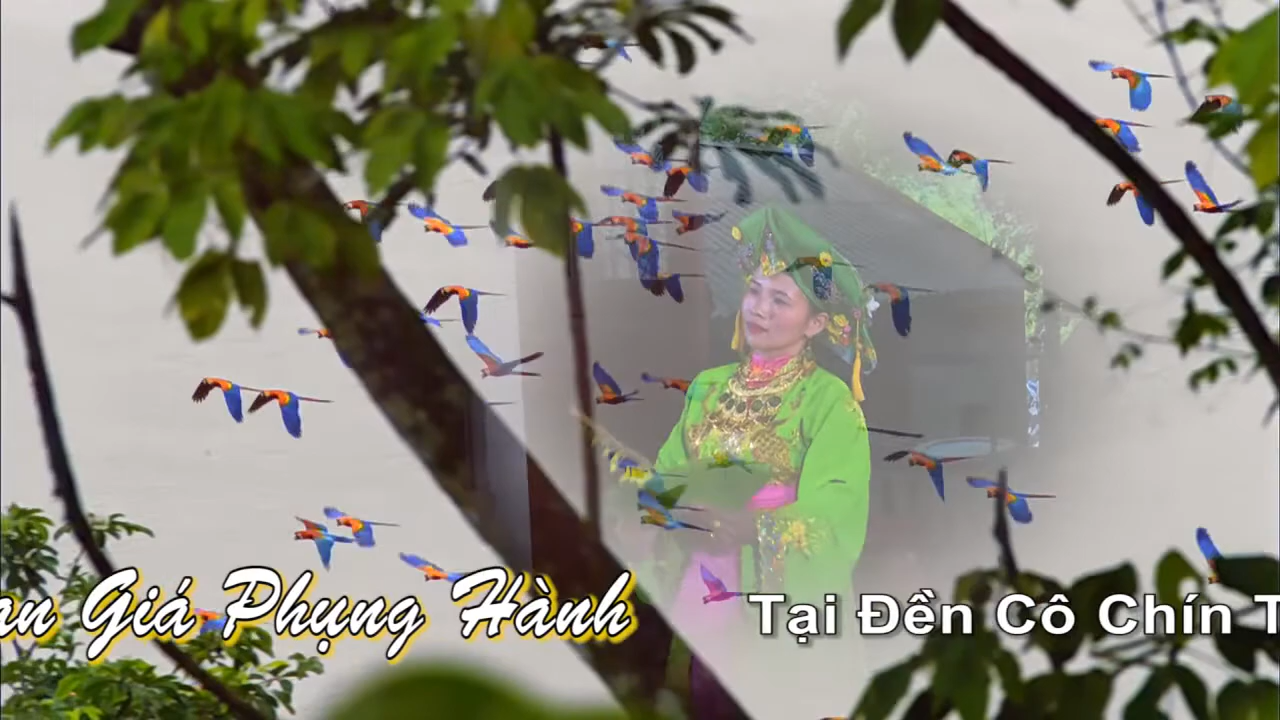 Giá Phụng Hành
Tại Đền Cô Chín